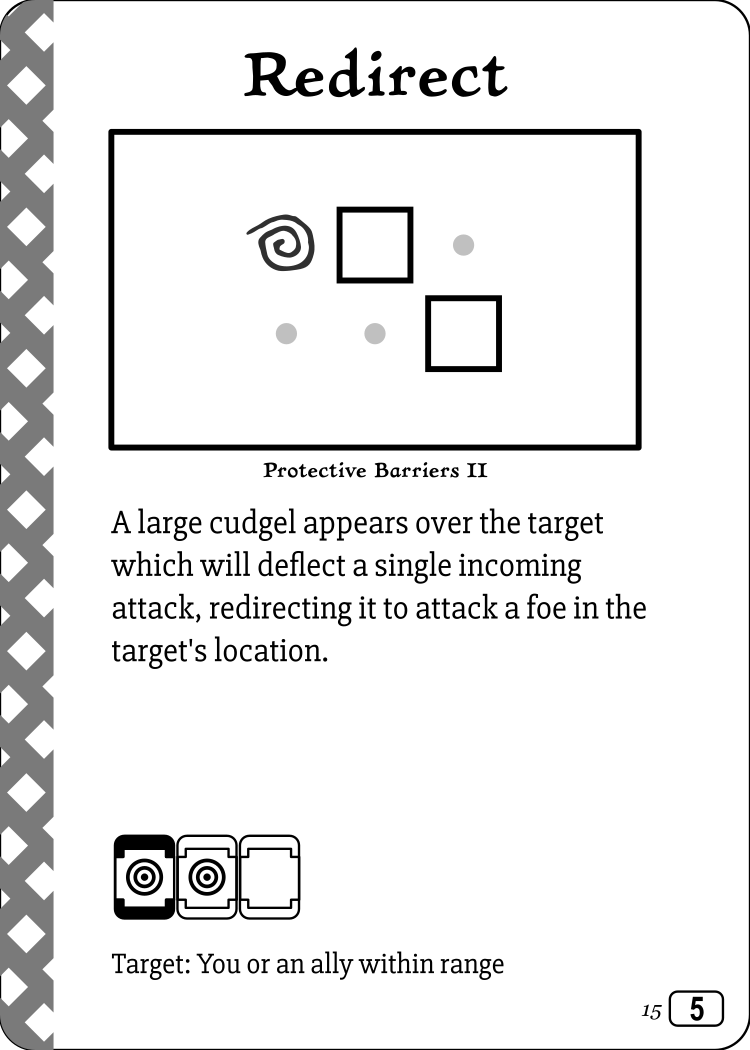 Redirect
Protective Barriers II
A large cudgel appears over the target
which will deflect a single incoming
attack, redirecting it to attack a foe in the
target's location.
Target: You or an ally within range
15 5